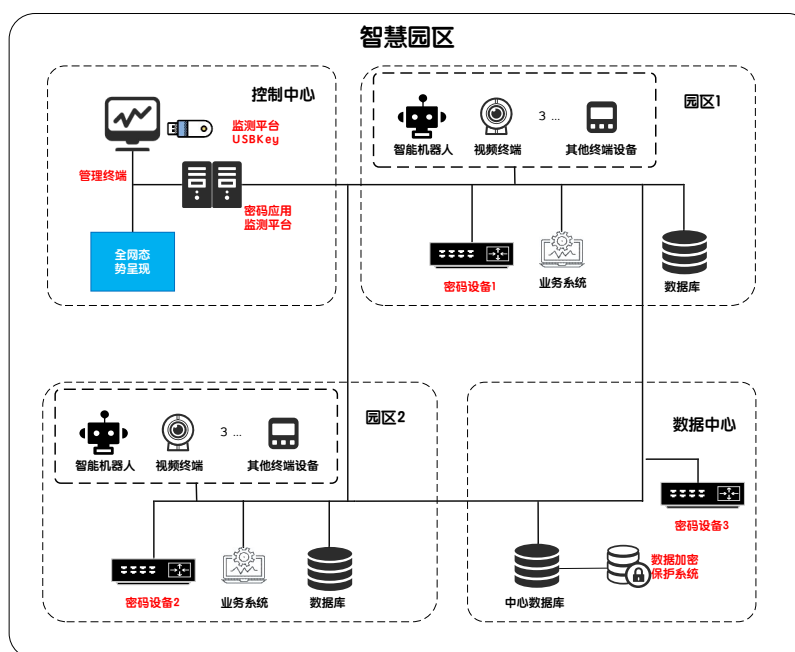 智慧园区
控制中心
监测平台
USBKey
管理终端
密码应用
监测平台
全网态
势呈现
园区1
智能机器人
视频终端
3 ...
其他终端设备
密码设备1
业务系统
数据库
园区2
智能机器人
视频终端
3 ...
其他终端设备
密码设备2
业务系统
数据库
数据中心
密码设备3
中心数据库
数据加密
保护系统